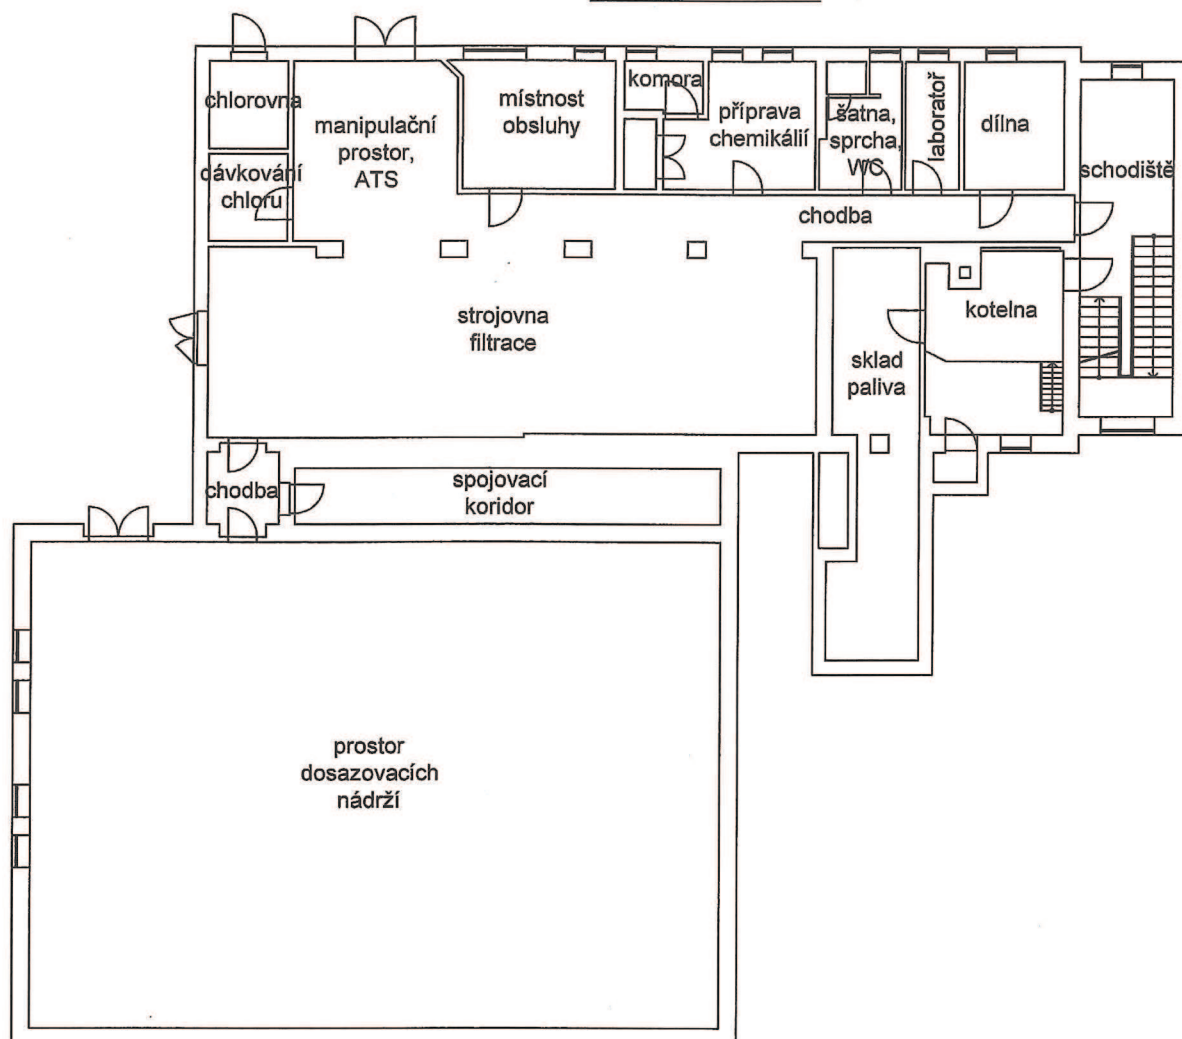 chlorovna
manipulační
prostor,
ATS
místnost
obsluhy
komora
příprava
chemikálií
šatna,
sprcha,
WC
laboratoř
dílna
schodiště
dávkování
chloru
chodba
strojovna
filtrace
sklad
paliva
kotelna
chodba
spojovací
koridor
prostor
dosazovacích
nádrží